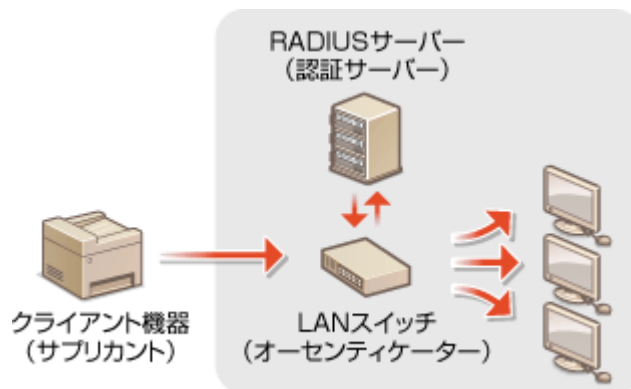 RADIUSサーバー
（認証サーバー）
クライアント機器
（サプリカント）
LANスイッチ
（オーセンティケーター）